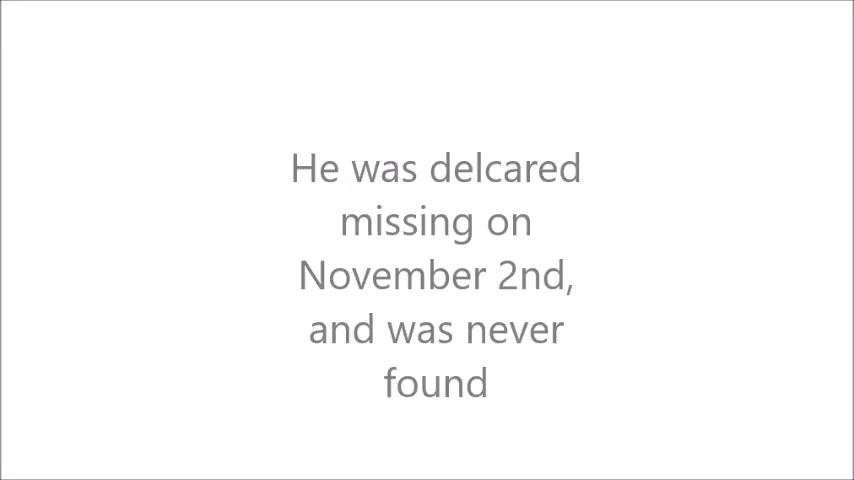 He was delcared
missing on
November 2nd,
and was never
found